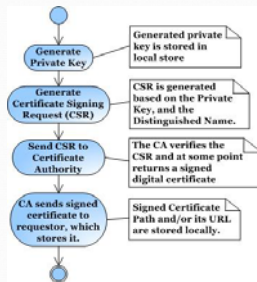 Generate
Private Key
Generated private
key is stored in
local store
Generate
Certificate Signing
Request (CSR)
CSR is generated
based on the Private
Key, and the
Distinguished Name.
Send CSR to
Certificate
Authority
The CA verifies the
CSR and at some point
returns a signed
digital certificate
CA sends signed
certificate to
requestor, which
stores it.
Signed Certificate
Path and/or its URL
are stored locally.